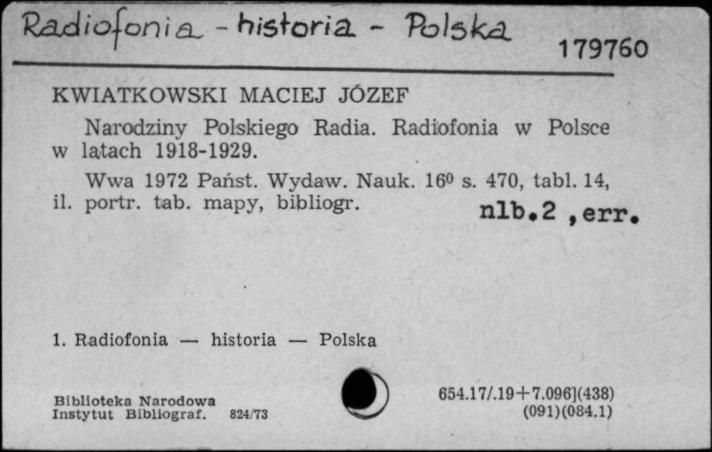 Radiofonia - historia - Polska
179760
KWIATKOWSKI MACIEJ JÓZEF
Narodziny Polskiego Radia. Radiofonia w Polsce
w latach 1918-1929.
Wwa 1972 Państ. Wydaw. Nauk. 16⁰ s. 470, tabl. 14,
il. portr. tab. mapy, bibliogr.
nlb.2 ,err.
1. Radiofonia — historia — Polska
654.17/.19+7.096](438)
(091)(084.1)
Biblioteka Narodowa
Instytut Bibliograf. 824/73